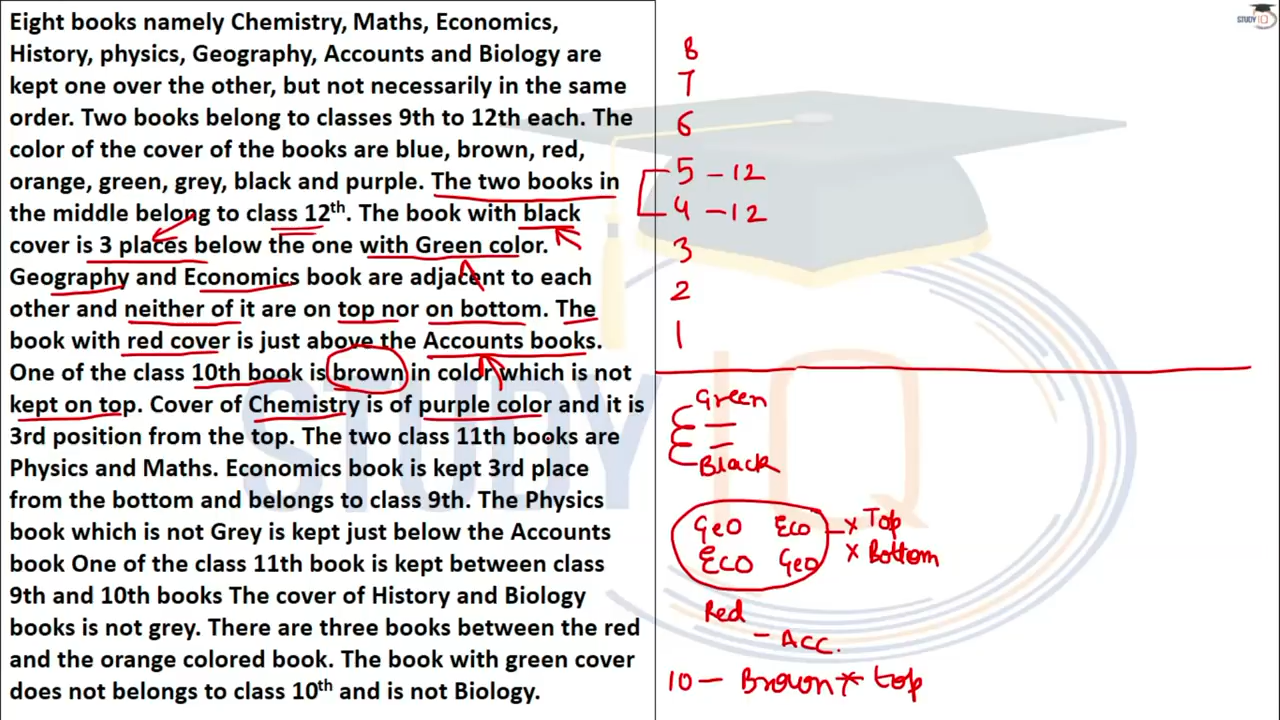 Eight books namely Chemistry, Maths, Economics,
History, physics, Geography, Accounts and Biology are
kept one over the other, but not necessarily in the same
order. Two books belong to classes 9th to 12th each. The
color of the cover of the books are blue, brown, red,
orange, green, grey, black and purple. The two books in
the middle belong to class 12th. The book with black
cover is 3 places below the one with Green color.
Geography and Economics book are adjacent to each
other and neither of it are on top nor on bottom. The
book with red cover is just above the Accounts books.
One of the class 10th book is brown in color which is not
kept on top. Cover of Chemistry is of purple color and it is
3rd position from the top. The two class 11th books are
Physics and Maths. Economics book is kept 3rd place
from the bottom and belongs to class 9th. The Physics
book which is not Grey is kept just below the Accounts
book One of the class 11th book is kept between class
9th and 10th books The cover of History and Biology
books is not grey. There are three books between the red
and the orange colored book. The book with green cover
does not belongs to class 10th and is not Biology.
8
7
6
5 - 12
4 - 12
3
2
1
Green
Black
Geo Eco x Top
Eco Geo x Bottom
Red
- Acc.
10 - Brown * top
STUDY IQ
STUDY IQ